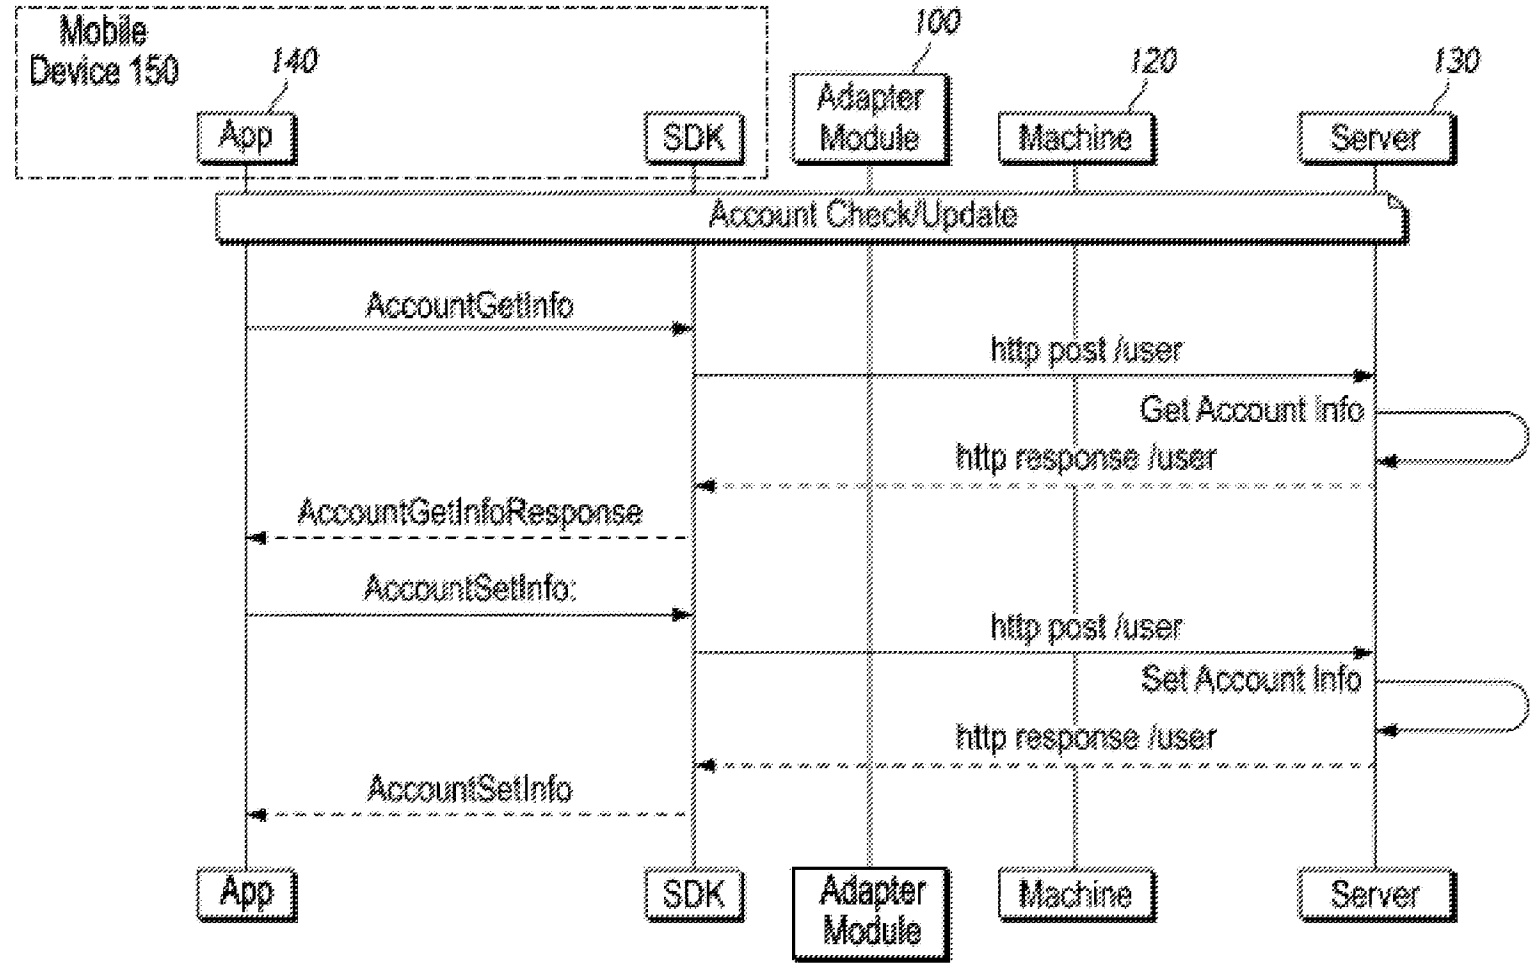 Mobile
Device 150
140
100
120
130
App
SDK
Adapter
Module
Machine
Server
Account Check/Update
AccountGetInfo
http post /user
Get Account Info
http response /user
AccountGetInfoResponse
AccountSetInfo:
http post /user
Set Account Info
http response /user
AccountSetInfo
App
SDK
Adapter
Module
Machine
Server